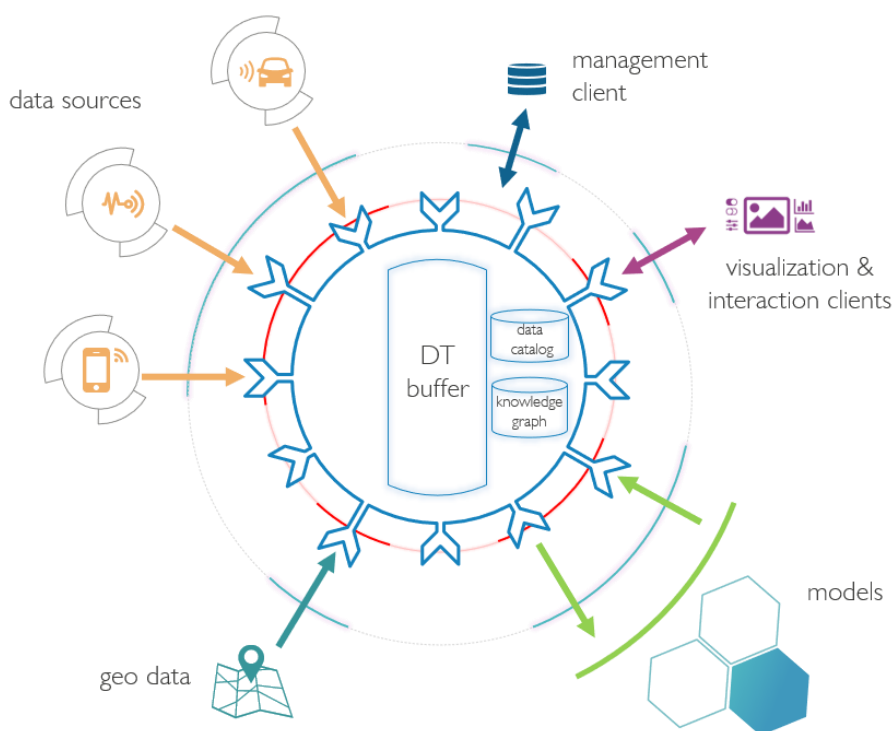 management
client
data sources
visualization &
interaction clients
data
catalog
DT
buffer
knowledge
graph
models
geo data